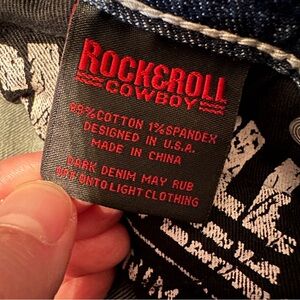 ROCK&ROLL
COWBOY
99%COTTON 1%SPANDEX
DESIGNED IN U.S.A.
MADE IN CHINA
DARK DENIM MAY RUB
OFF ONTO LIGHT CLOTHING